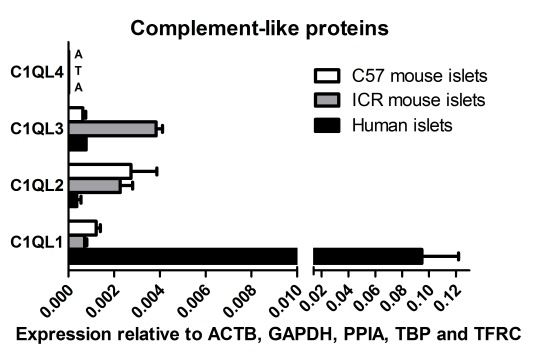 Complement-like proteins
C1QL4
A
T
A
C1QL3
C1QL2
C1QL1
C57 mouse islets
ICR mouse islets
Human islets
0.000 0.002 0.004 0.006 0.008 0.010 0.02 0.04 0.06 0.08 0.10 0.12
Expression relative to ACTB, GAPDH, PPIA, TBP and TFRC